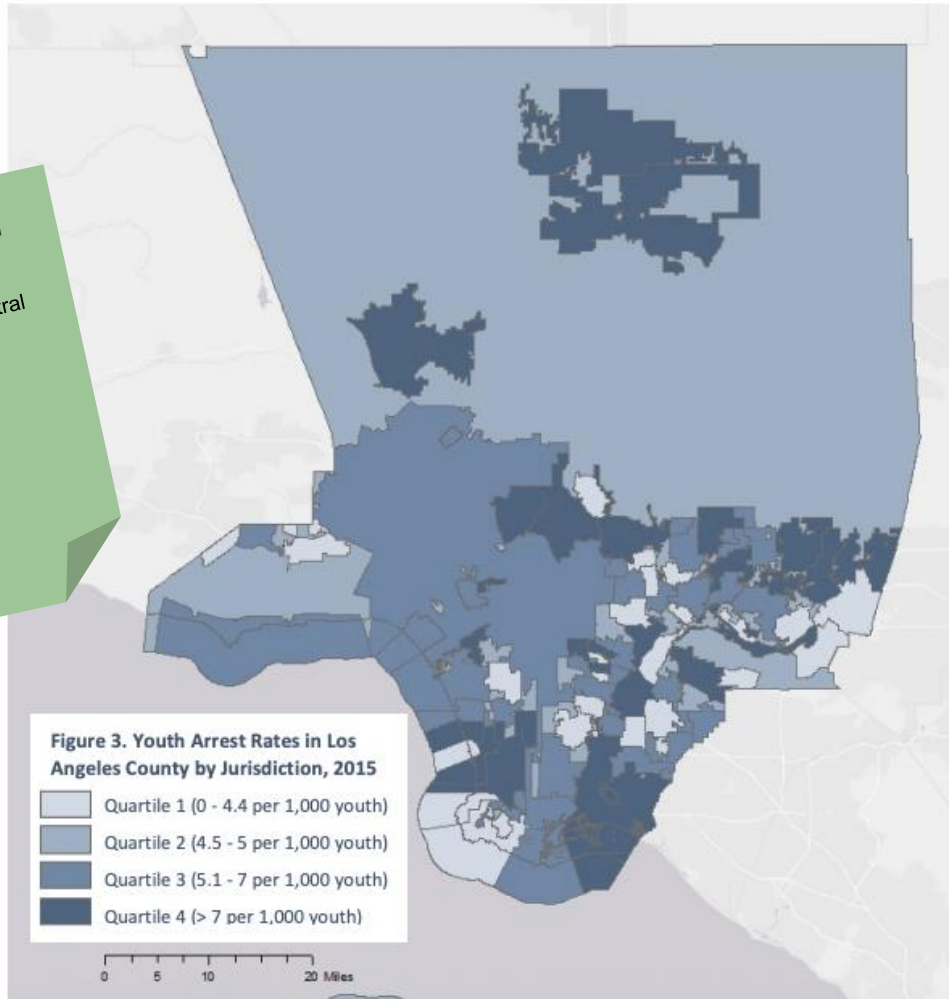 tral
Figure 3. Youth Arrest Rates in Los
Angeles County by Jurisdiction, 2015
Quartile 1 (0 - 4.4 per 1,000 youth)
Quartile 2 (4.5 - 5 per 1,000 youth)
Quartile 3 (5.1 - 7 per 1,000 youth)
Quartile 4 (> 7 per 1,000 youth)
0 5 10 20 Miles